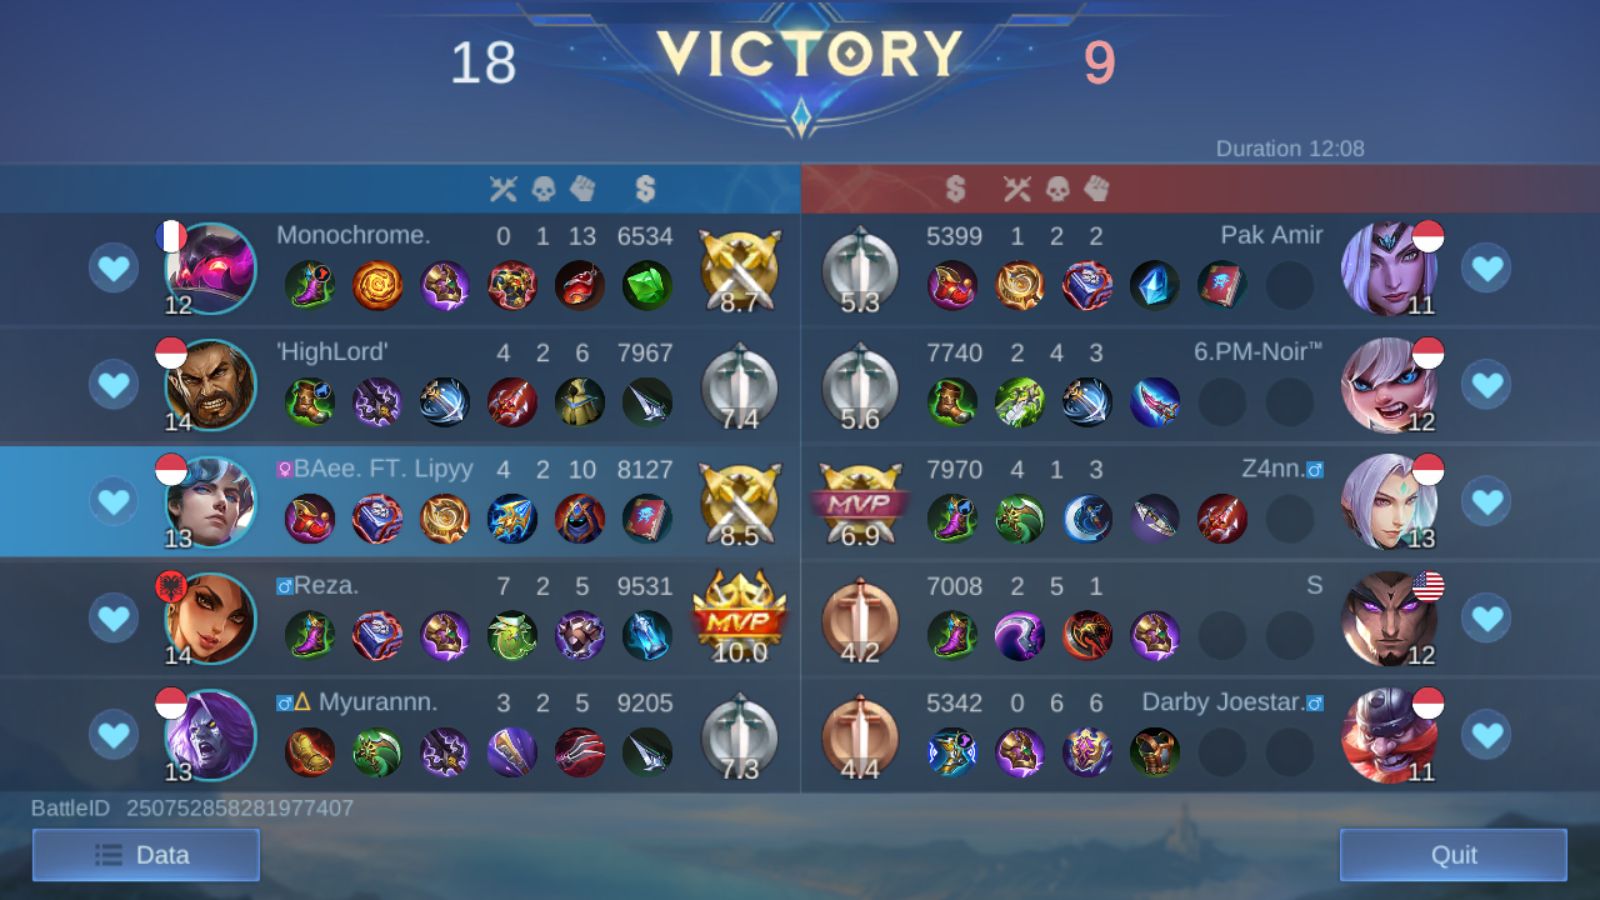 18 VICTORY 9
Duration 12:08
Monochrome. 0 1 13 6534
12 8.7
5.3 5399 1 2 2 Pak Amir
11
'HighLord' 4 2 6 7967
14 7.4
5.6 7740 2 4 3 6.PM-Noir™
12
BAee. FT. Lipyy 4 2 10 8127
13 8.5
MVP 6.9 7970 4 1 3 Z4nn.
13
Reza. 7 2 5 9531
14 MVP 10.0
4.2 7008 2 5 1 S
12
Myurannn. 3 2 5 9205
13 7.3
4.4 5342 0 6 6 Darby Joestar.
11
BattleID 250752858281977407
Data
Quit